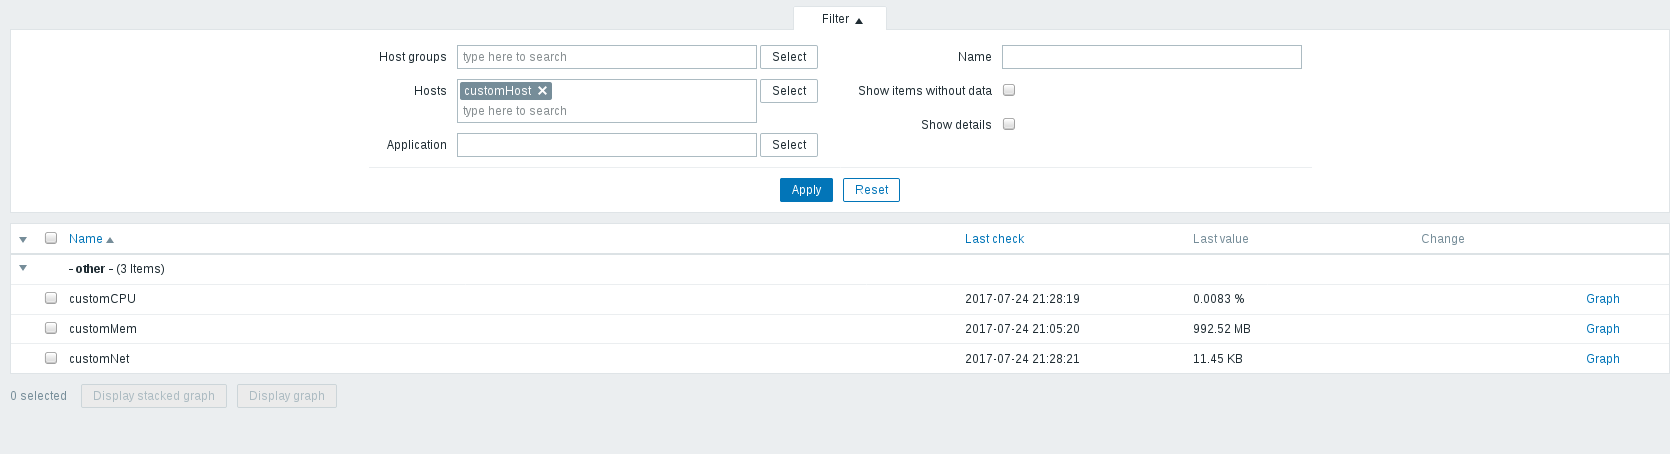 Filter
Host groups type here to search Select Name
Hosts customHost Select Show items without data
type here to search
Show details
Application Select
Apply Reset
Name Last check Last value Change
- other - (3 Items)
customCPU 2017-07-24 21:28:19 0.0083 % Graph
customMem 2017-07-24 21:05:20 992.52 MB Graph
customNet 2017-07-24 21:28:21 11.45 KB Graph
0 selected Display stacked graph Display graph